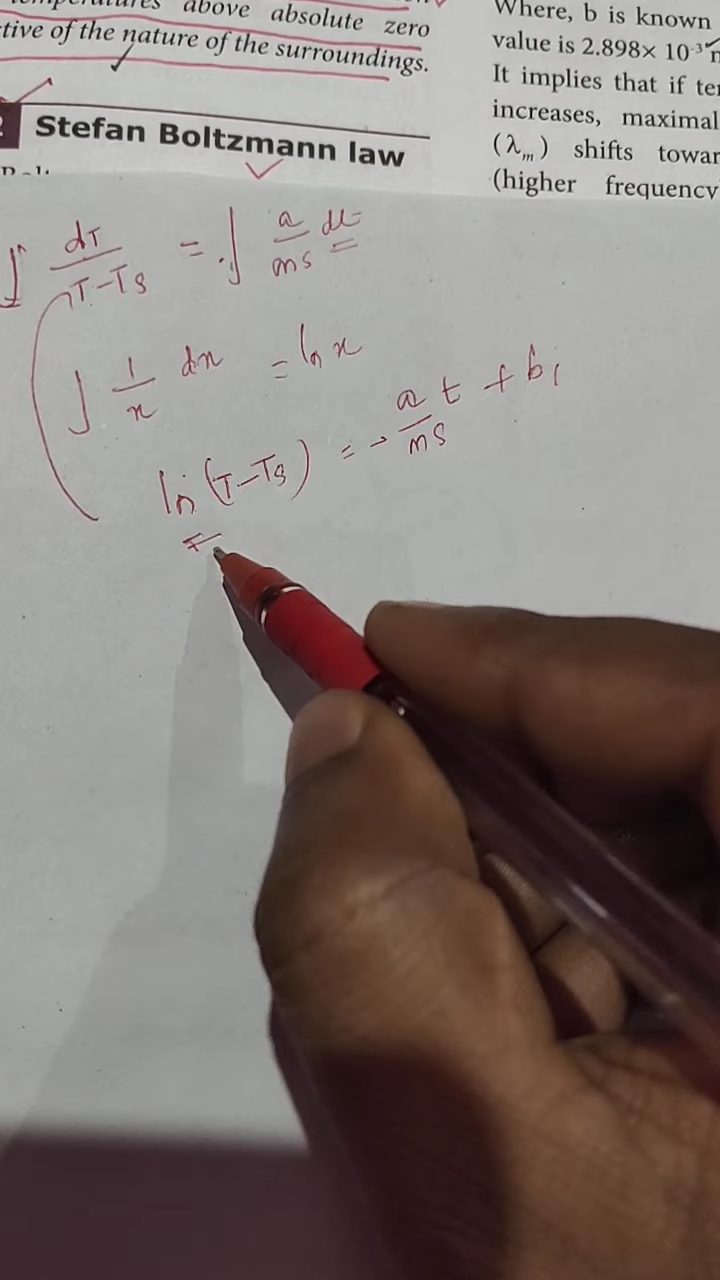 temperatures above absolute zero
ctive of the nature of the surroundings.
Stefan Boltzmann law
Where, b is known
value is 2.898× 10⁻³
It implies that if te
increases, maximal
(λm) shifts towar
(higher frequency
∫ dT/(T-Ts) = ∫ a/ms dt
∫ 1/x dx = ln x
ln (T-Ts) = - a/ms t + b1